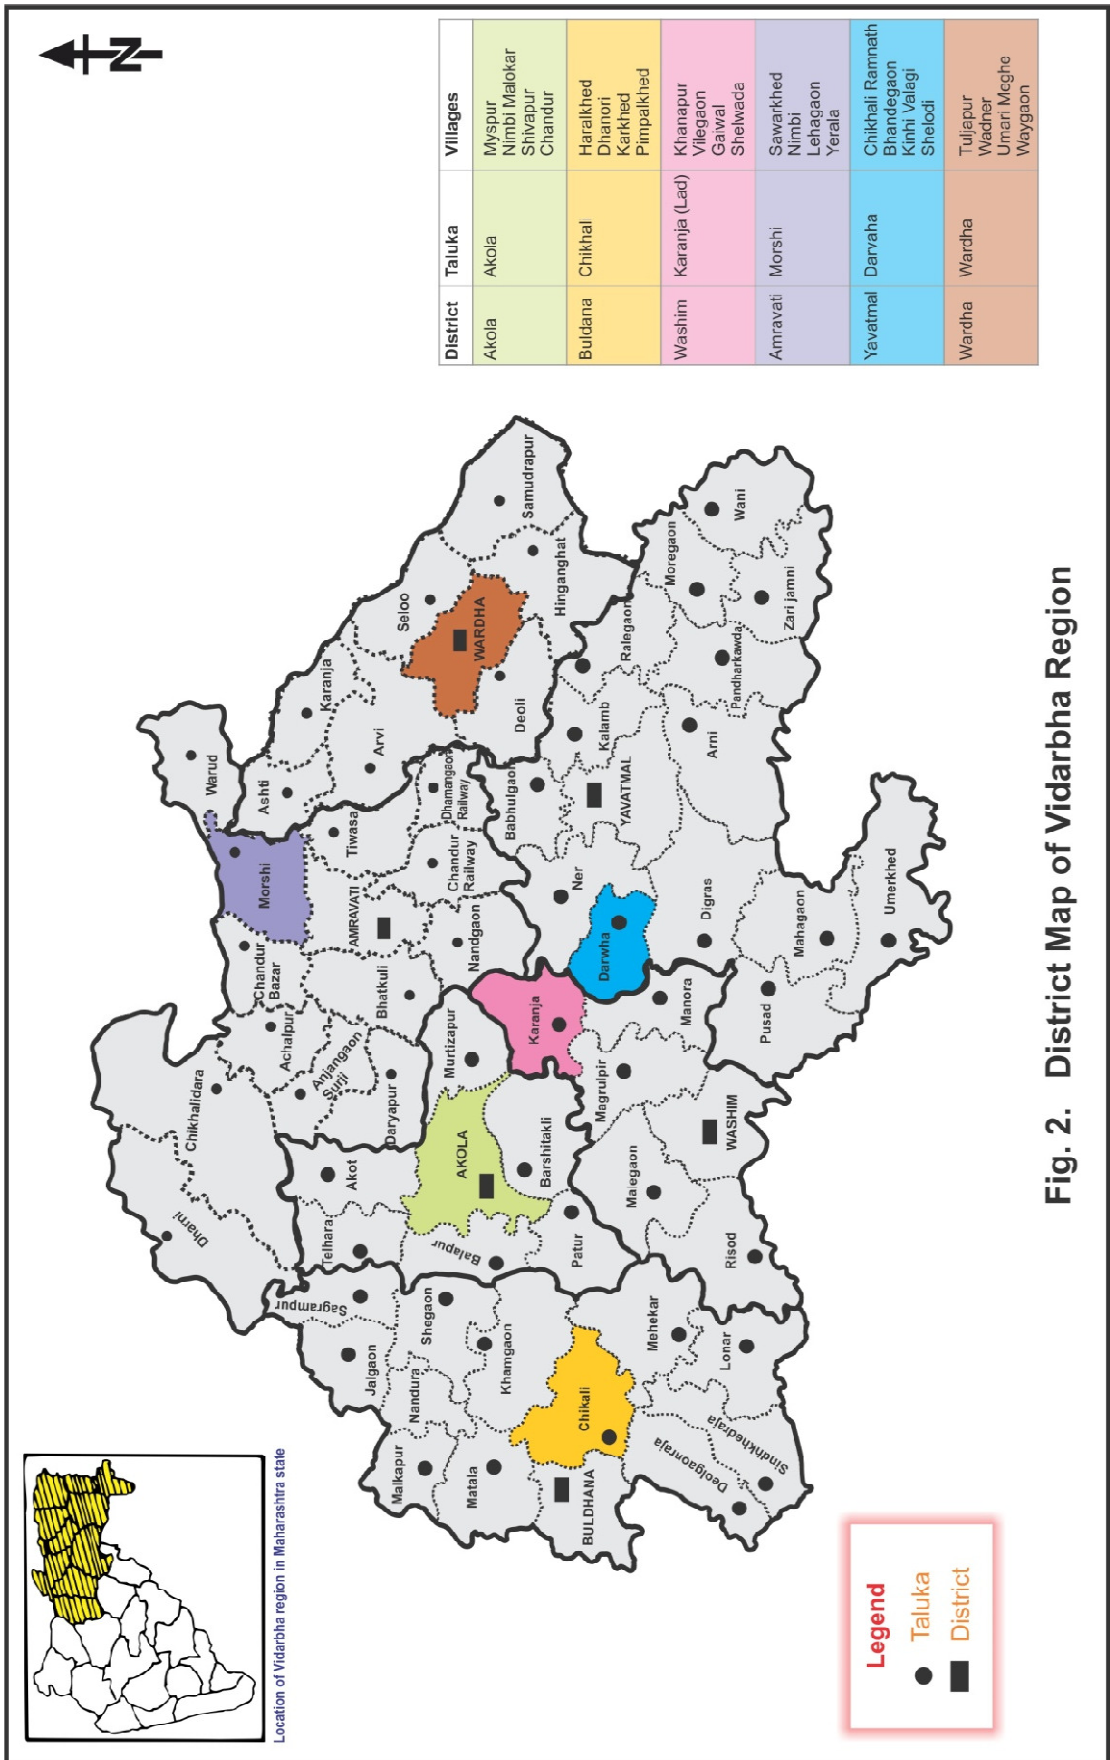 N
Location of Vidarbha region in Maharashtra state
District Taluka Villages
Akola Akola Myspur
Nimbi Malokar
Shivapur
Chandur
Buldana Chikhali Haralkhed
Dhanori
Karkhed
Pimpalkhed
Washim Karanja (Lad) Khanapur
Vilegaon
Gaiwal
Shelwada
Amravati Morshi Sawarkhed
Nimbi
Lehagaon
Yerala
Yavatmal Darvaha Chikhali Ramnath
Bhandegaon
Kinhi Valagi
Shelodi
Wardha Wardha Tuljapur
Wadner
Umari Meghe
Waygaon
Dharni
Chikhalidara
Warud
Morshi
Chandur
Bazar
Achalpur
Anjangaon
Surji
Daryapur
Bhatkuli
AMRAVATI
Tiwasa
Nandgaon
Chandur
Railway
Dhamangaon
Railway
Ashti
Karanja
Arvi
Seloo
WARDHA
Deoli
Hinganghat
Samudrapur
Telhara
Akot
AKOLA
Balapur
Murtizapur
Barshitakli
Patur
Sagrampur
Jalgaon
Shegaon
Nandura
Malkapur
Matala
Khamgaon
Chikali
BULDHANA
Mehekar
Lonar
Deolgaonraja
Sindhkhedraja
Karanja
Magrulpir
Manora
Malegaon
WASHIM
Risod
Darwha
Ner
Babhulgaon
YAVATMAL
Kalamb
Ralegaon
Moregaon
Wani
Zari jamni
Pandharkawda
Arni
Digras
Pusad
Mahagaon
Umerkhed
Legend
Taluka
District
Fig. 2. District Map of Vidarbha Region